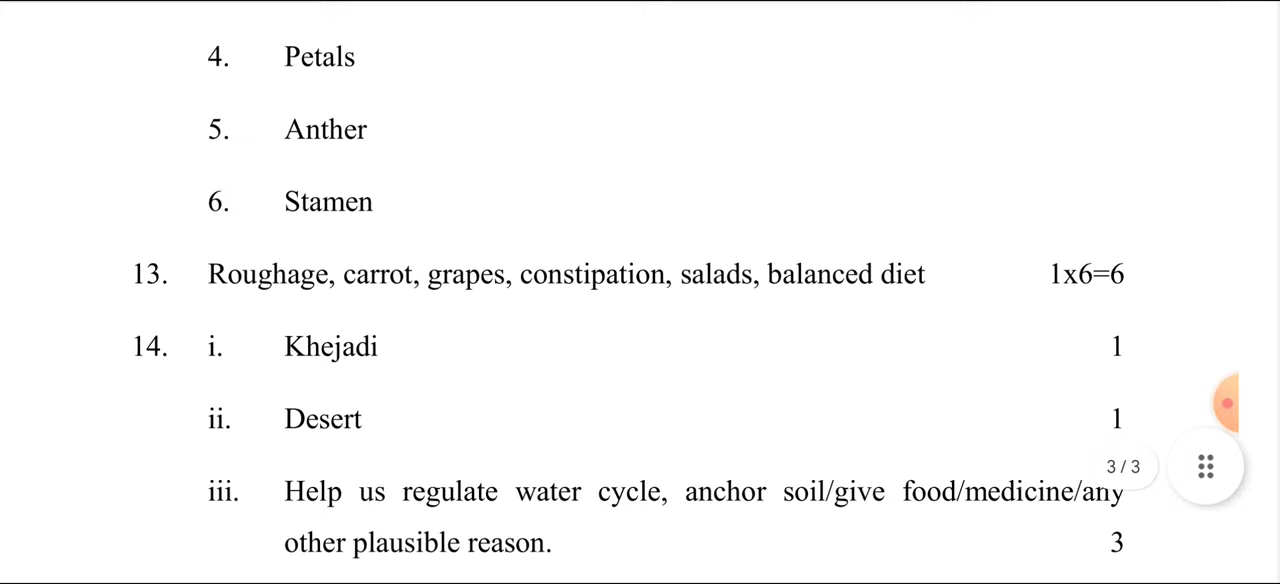 4. Petals
5. Anther
6. Stamen
13. Roughage, carrot, grapes, constipation, salads, balanced diet 1x6=6
14. i. Khejadi 1
ii. Desert 1
3 / 3
iii. Help us regulate water cycle, anchor soil/give food/medicine/any
other plausible reason. 3